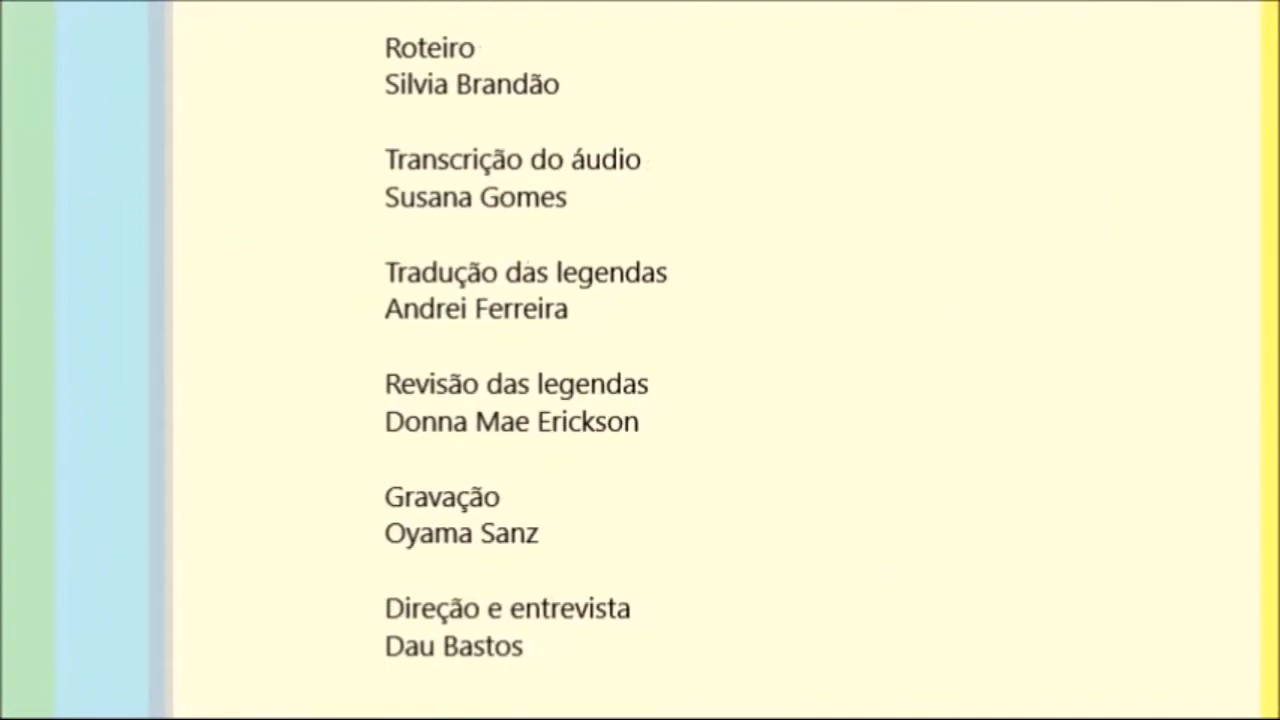 Roteiro
Silvia Brandão
Transcrição do áudio
Susana Gomes
Tradução das legendas
Andrei Ferreira
Revisão das legendas
Donna Mae Erickson
Gravação
Oyama Sanz
Direção e entrevista
Dau Bastos